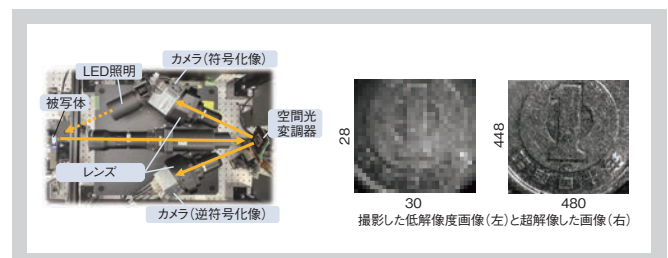 カメラ(符号化像)
LED照明
被写体
空間光
変調器
レンズ
カメラ(逆符号化像)
28
30
448
480
撮影した低解像度画像(左)と超解像した画像(右)